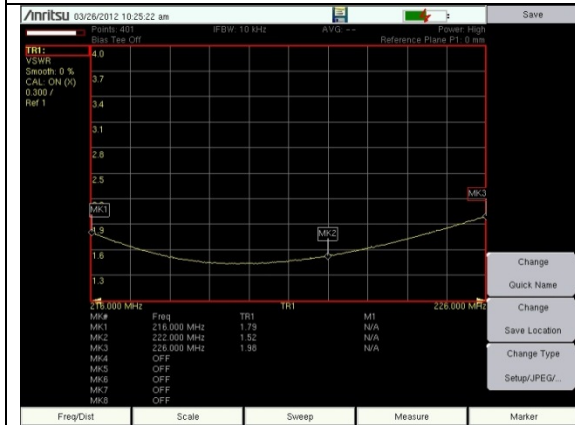 Anritsu 03/26/2012 10:25:22 am
Save
Points: 401 IFBW: 10 kHz AVG: -- Power: High
Bias Tee Off Reference Plane P1: 0 mm
TR1:
VSWR
Smooth: 0 %
CAL: ON (X)
0.300 /
Ref 1
4.0
3.7
3.4
3.1
2.8
2.5
MK3
MK1
1.9
MK2
1.6
1.3
216.000 MHz TR1 226.000 MHz
MK# Freq TR1 M1
MK1 216.000 MHz 1.79 N/A
MK2 222.000 MHz 1.52 N/A
MK3 226.000 MHz 1.98 N/A
MK4 OFF
MK5 OFF
MK6 OFF
MK7 OFF
MK8 OFF
Change
Quick Name
Change
Save Location
Change Type
Setup/JPEG/...
Freq/Dist Scale Sweep Measure Marker